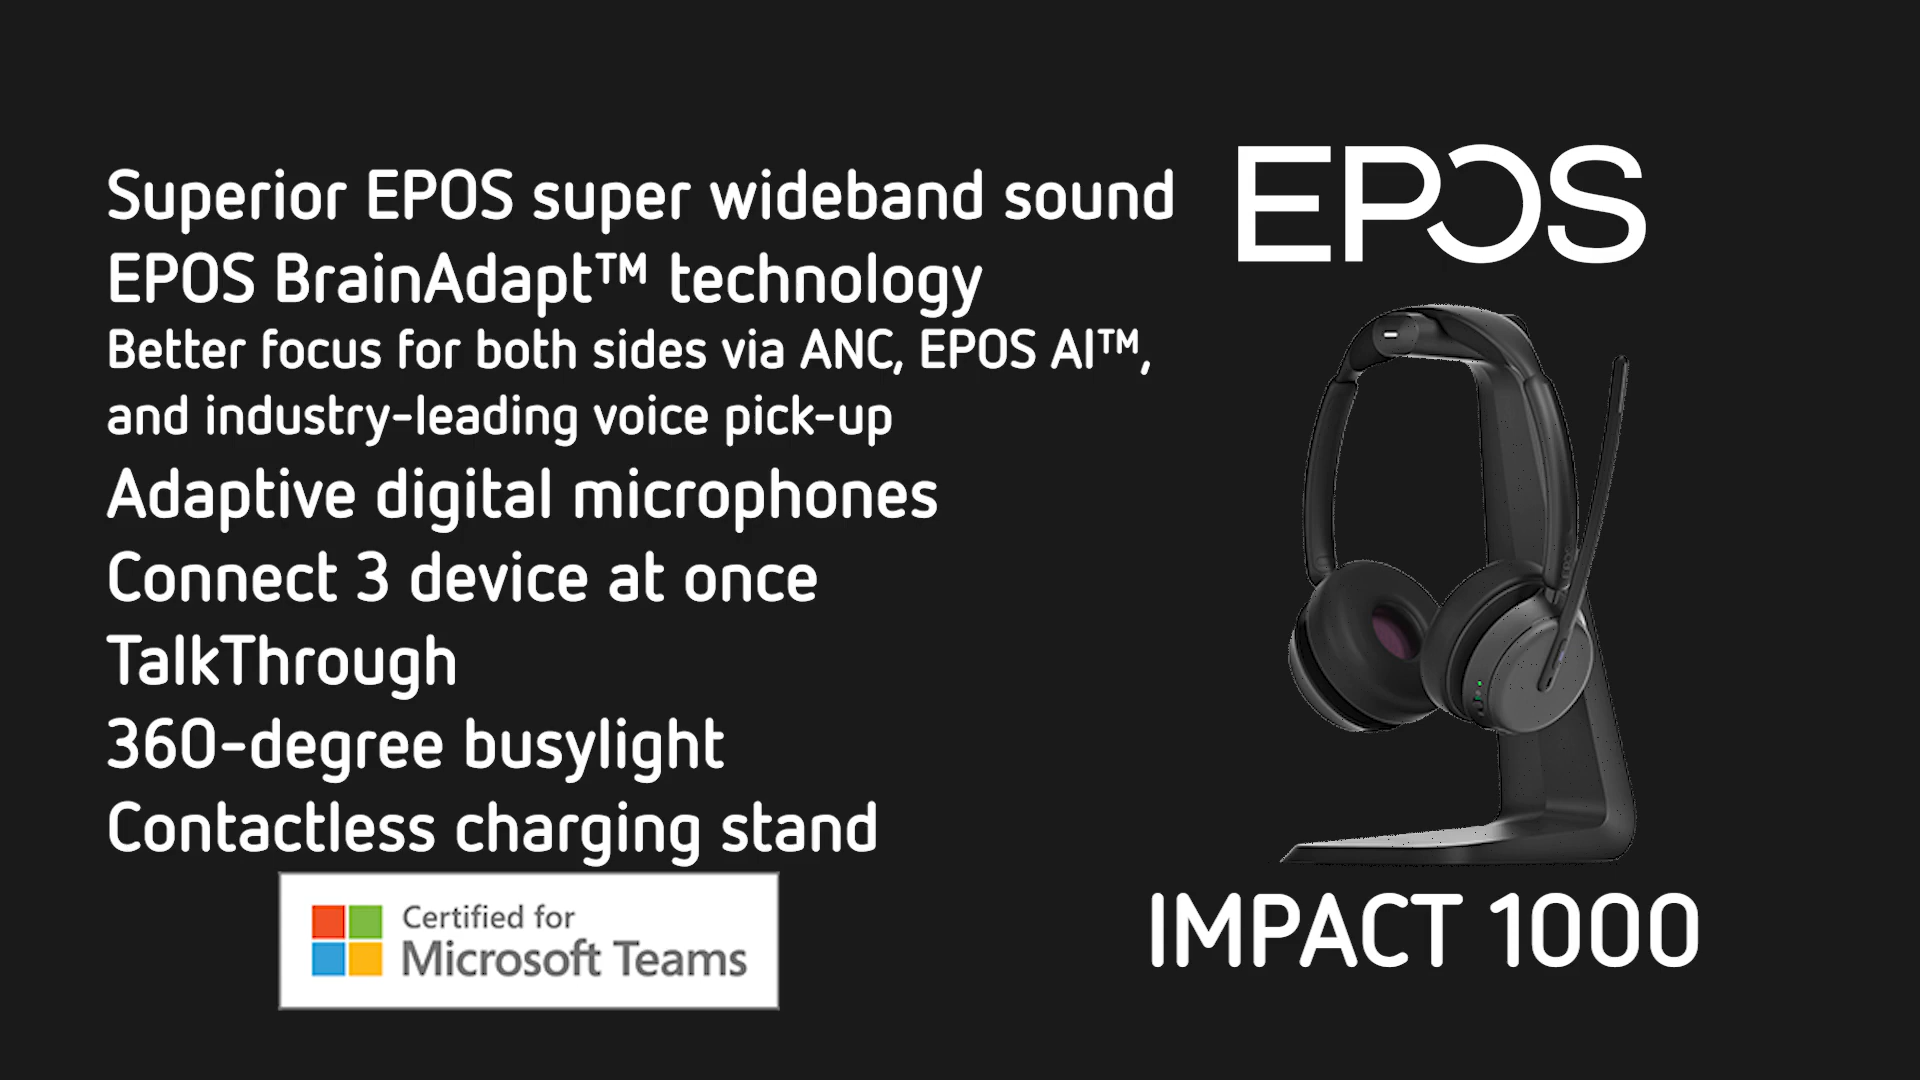 Superior EPOS super wideband sound
EPOS BrainAdapt™ technology
Better focus for both sides via ANC, EPOS AI™,
and industry-leading voice pick-up
Adaptive digital microphones
Connect 3 device at once
TalkThrough
360-degree busylight
Contactless charging stand
Certified for
Microsoft Teams
EPOS
IMPACT 1000